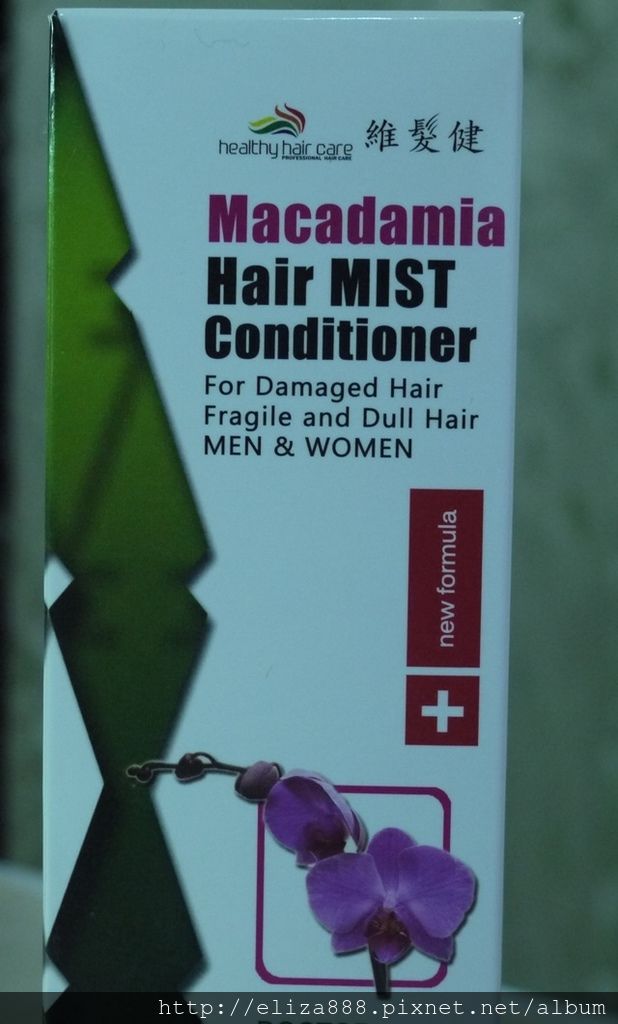 healthy hair care
PROFESSIONAL HAIR CARE
維髮健
Macadamia
Hair MIST
Conditioner
For Damaged Hair
Fragile and Dull Hair
MEN & WOMEN
new formula
http://eliza888.pixnet.net/album